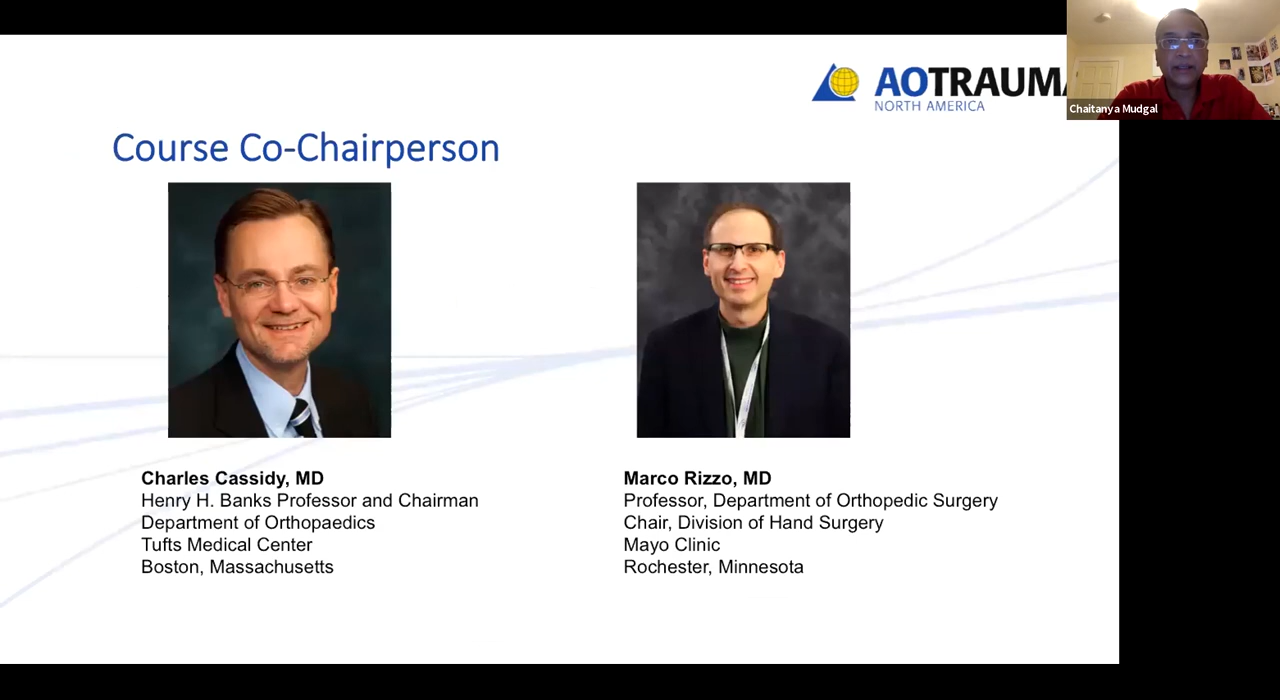 AOTRAUMA
NORTH AMERICA
Chaitanya Mudgal
Course Co-Chairperson
Charles Cassidy, MD
Henry H. Banks Professor and Chairman
Department of Orthopaedics
Tufts Medical Center
Boston, Massachusetts
Marco Rizzo, MD
Professor, Department of Orthopedic Surgery
Chair, Division of Hand Surgery
Mayo Clinic
Rochester, Minnesota